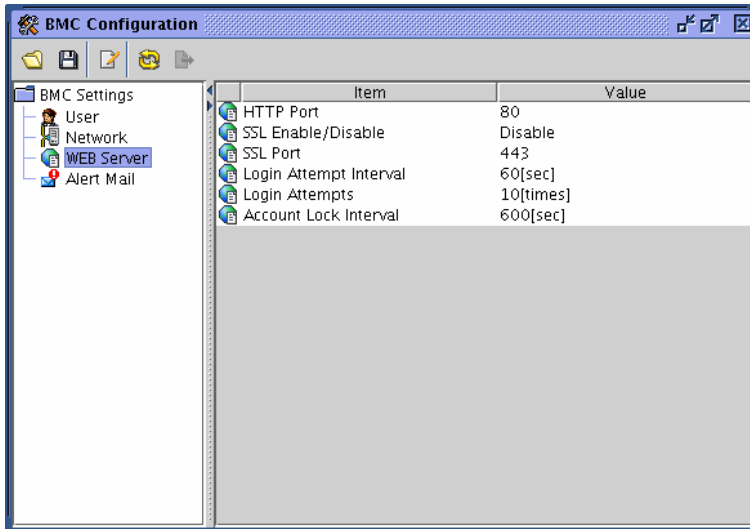 BMC Configuration
BMC Settings
User
Network
WEB Server
Alert Mail
Item Value
HTTP Port 80
SSL Enable/Disable Disable
SSL Port 443
Login Attempt Interval 60[sec]
Login Attempts 10[times]
Account Lock Interval 600[sec]